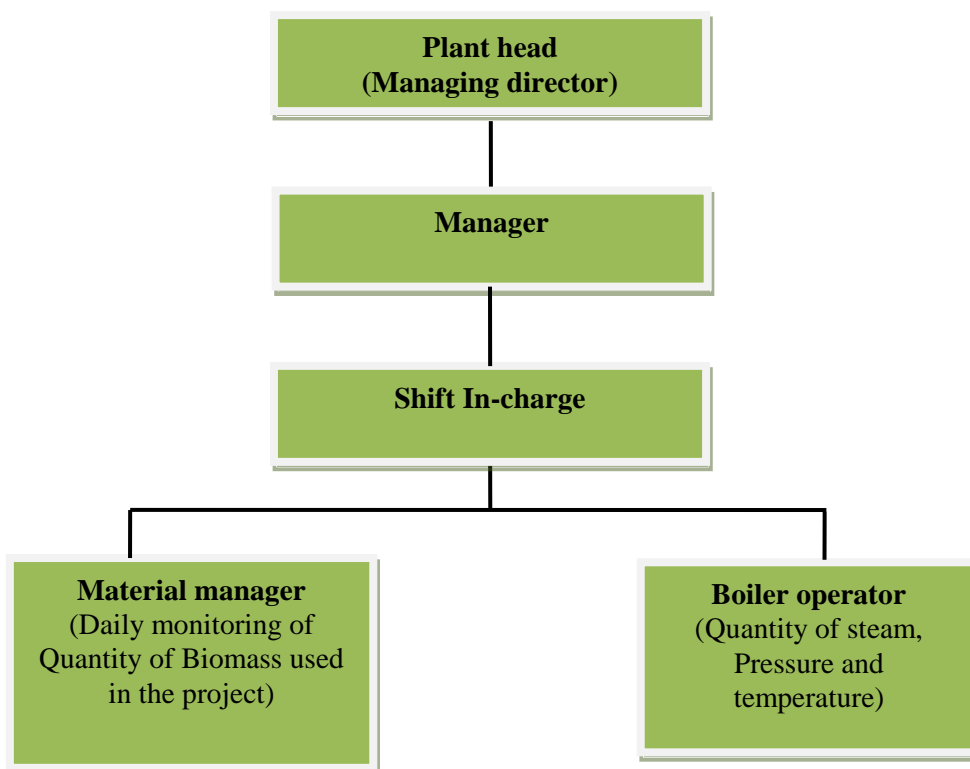 Plant head
(Managing director)
Manager
Shift In-charge
Material manager
(Daily monitoring of
Quantity of Biomass used
in the project)
Boiler operator
(Quantity of steam,
Pressure and
temperature)